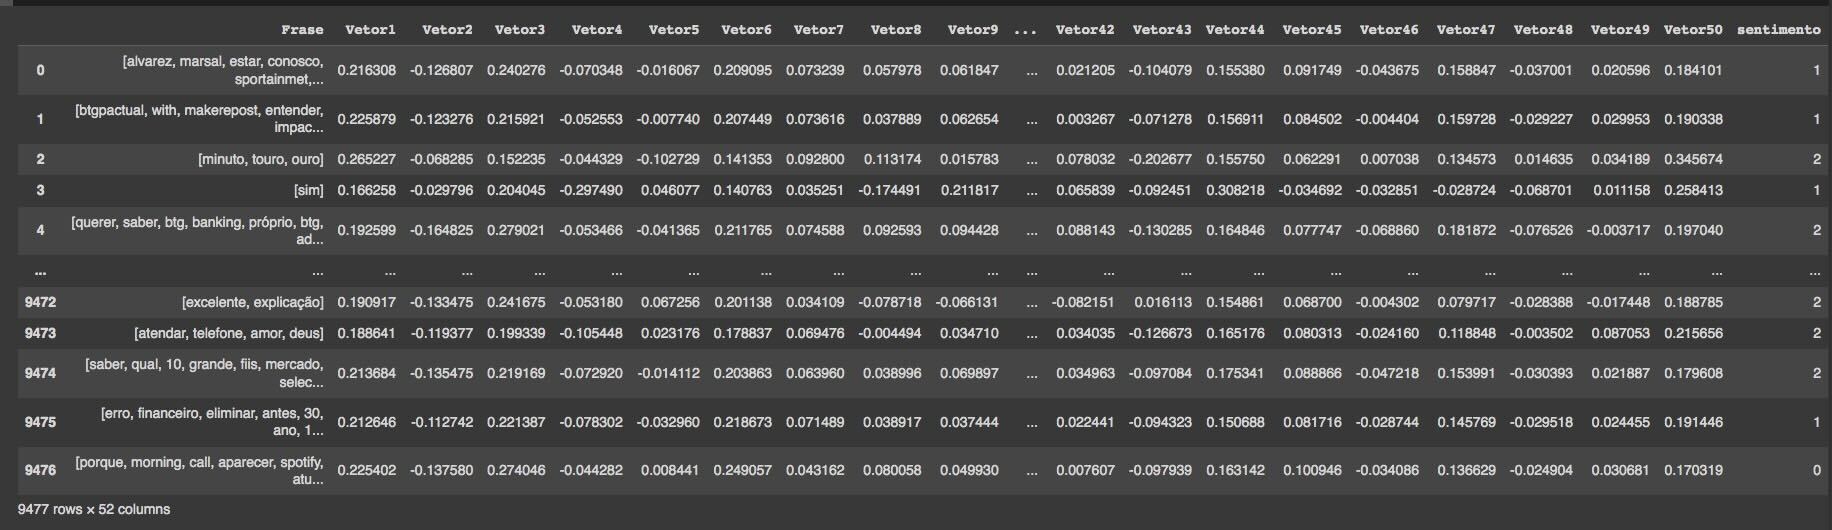 Frase Vetor1 Vetor2 Vetor3 Vetor4 Vetor5 Vetor6 Vetor7 Vetor8 Vetor9 ... Vetor42 Vetor43 Vetor44 Vetor45 Vetor46 Vetor47 Vetor48 Vetor49 Vetor50 sentimento
0 [alvarez, marsal, estar, conosco, sportainmet,... 0.216308 -0.126807 0.240276 -0.070348 -0.016067 0.209095 0.073239 0.057978 0.061847 ... 0.021205 -0.104079 0.155380 0.091749 -0.043675 0.158847 -0.037001 0.020596 0.184101 1
1 [btgpactual, with, makerepost, entender, impac... 0.225879 -0.123276 0.215921 -0.052553 -0.007740 0.207449 0.073616 0.037889 0.062654 ... 0.003267 -0.071278 0.156911 0.084502 -0.004404 0.159728 -0.029227 0.029953 0.190338 1
2 [minuto, touro, ouro] 0.265227 -0.068285 0.152235 -0.044329 -0.102729 0.141353 0.092800 0.113174 0.015783 ... 0.078032 -0.202677 0.155750 0.062291 0.007038 0.134573 0.014635 0.034189 0.345674 2
3 [sim] 0.166258 -0.029796 0.204045 -0.297490 0.046077 0.140763 0.035251 -0.174491 0.211817 ... 0.065839 -0.092451 0.308218 -0.034692 -0.032851 -0.028724 -0.068701 0.011158 0.258413 1
4 [querer, saber, btg, banking, próprio, btg, ad... 0.192599 -0.164825 0.279021 -0.053466 -0.041365 0.211765 0.074588 0.092593 0.094428 ... 0.088143 -0.130285 0.164846 0.077747 -0.068860 0.181872 -0.076526 -0.003717 0.197040 2
... ... ... ... ... ... ... ... ... ... ... ... ... ... ... ... ... ... ... ... ... ...
9472 [excelente, explicação] 0.190917 -0.133475 0.241675 -0.053180 0.067256 0.201138 0.034109 -0.078718 -0.066131 ... -0.082151 0.016113 0.154861 0.068700 -0.004302 0.079717 -0.028388 -0.017448 0.188785 2
9473 [atendar, telefone, amor, deus] 0.188641 -0.119377 0.199339 -0.105448 0.023176 0.178837 0.069476 -0.004494 0.034710 ... 0.034035 -0.126673 0.165176 0.080313 -0.024160 0.118848 -0.003502 0.087053 0.215656 2
9474 [saber, qual, 10, grande, fiis, mercado, selec... 0.213684 -0.135475 0.219169 -0.072920 -0.014112 0.203863 0.063960 0.038996 0.069897 ... 0.034963 -0.097084 0.175341 0.088866 -0.047218 0.153991 -0.030393 0.021887 0.179608 2
9475 [erro, financeiro, eliminar, antes, 30, ano, 1... 0.212646 -0.112742 0.221387 -0.078302 -0.032960 0.218673 0.071489 0.038917 0.037444 ... 0.022441 -0.094323 0.150688 0.081716 -0.028744 0.145769 -0.029518 0.024455 0.191446 1
9476 [porque, morning, call, aparecer, spotify, atu... 0.225402 -0.137580 0.274046 -0.044282 0.008441 0.249057 0.043162 0.080058 0.049930 ... 0.007607 -0.097939 0.163142 0.100946 -0.034086 0.136629 -0.024904 0.030681 0.170319 0
9477 rows × 52 columns